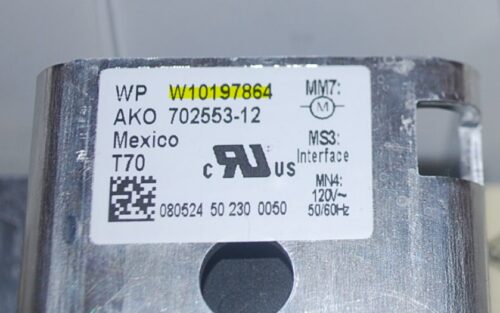 WP W10197864
AKO 702553-12
Mexico
T70
080524 50 230 0050
c RU US
MM7:
M
MS3:
Interface
MN4:
120V~
50/60Hz